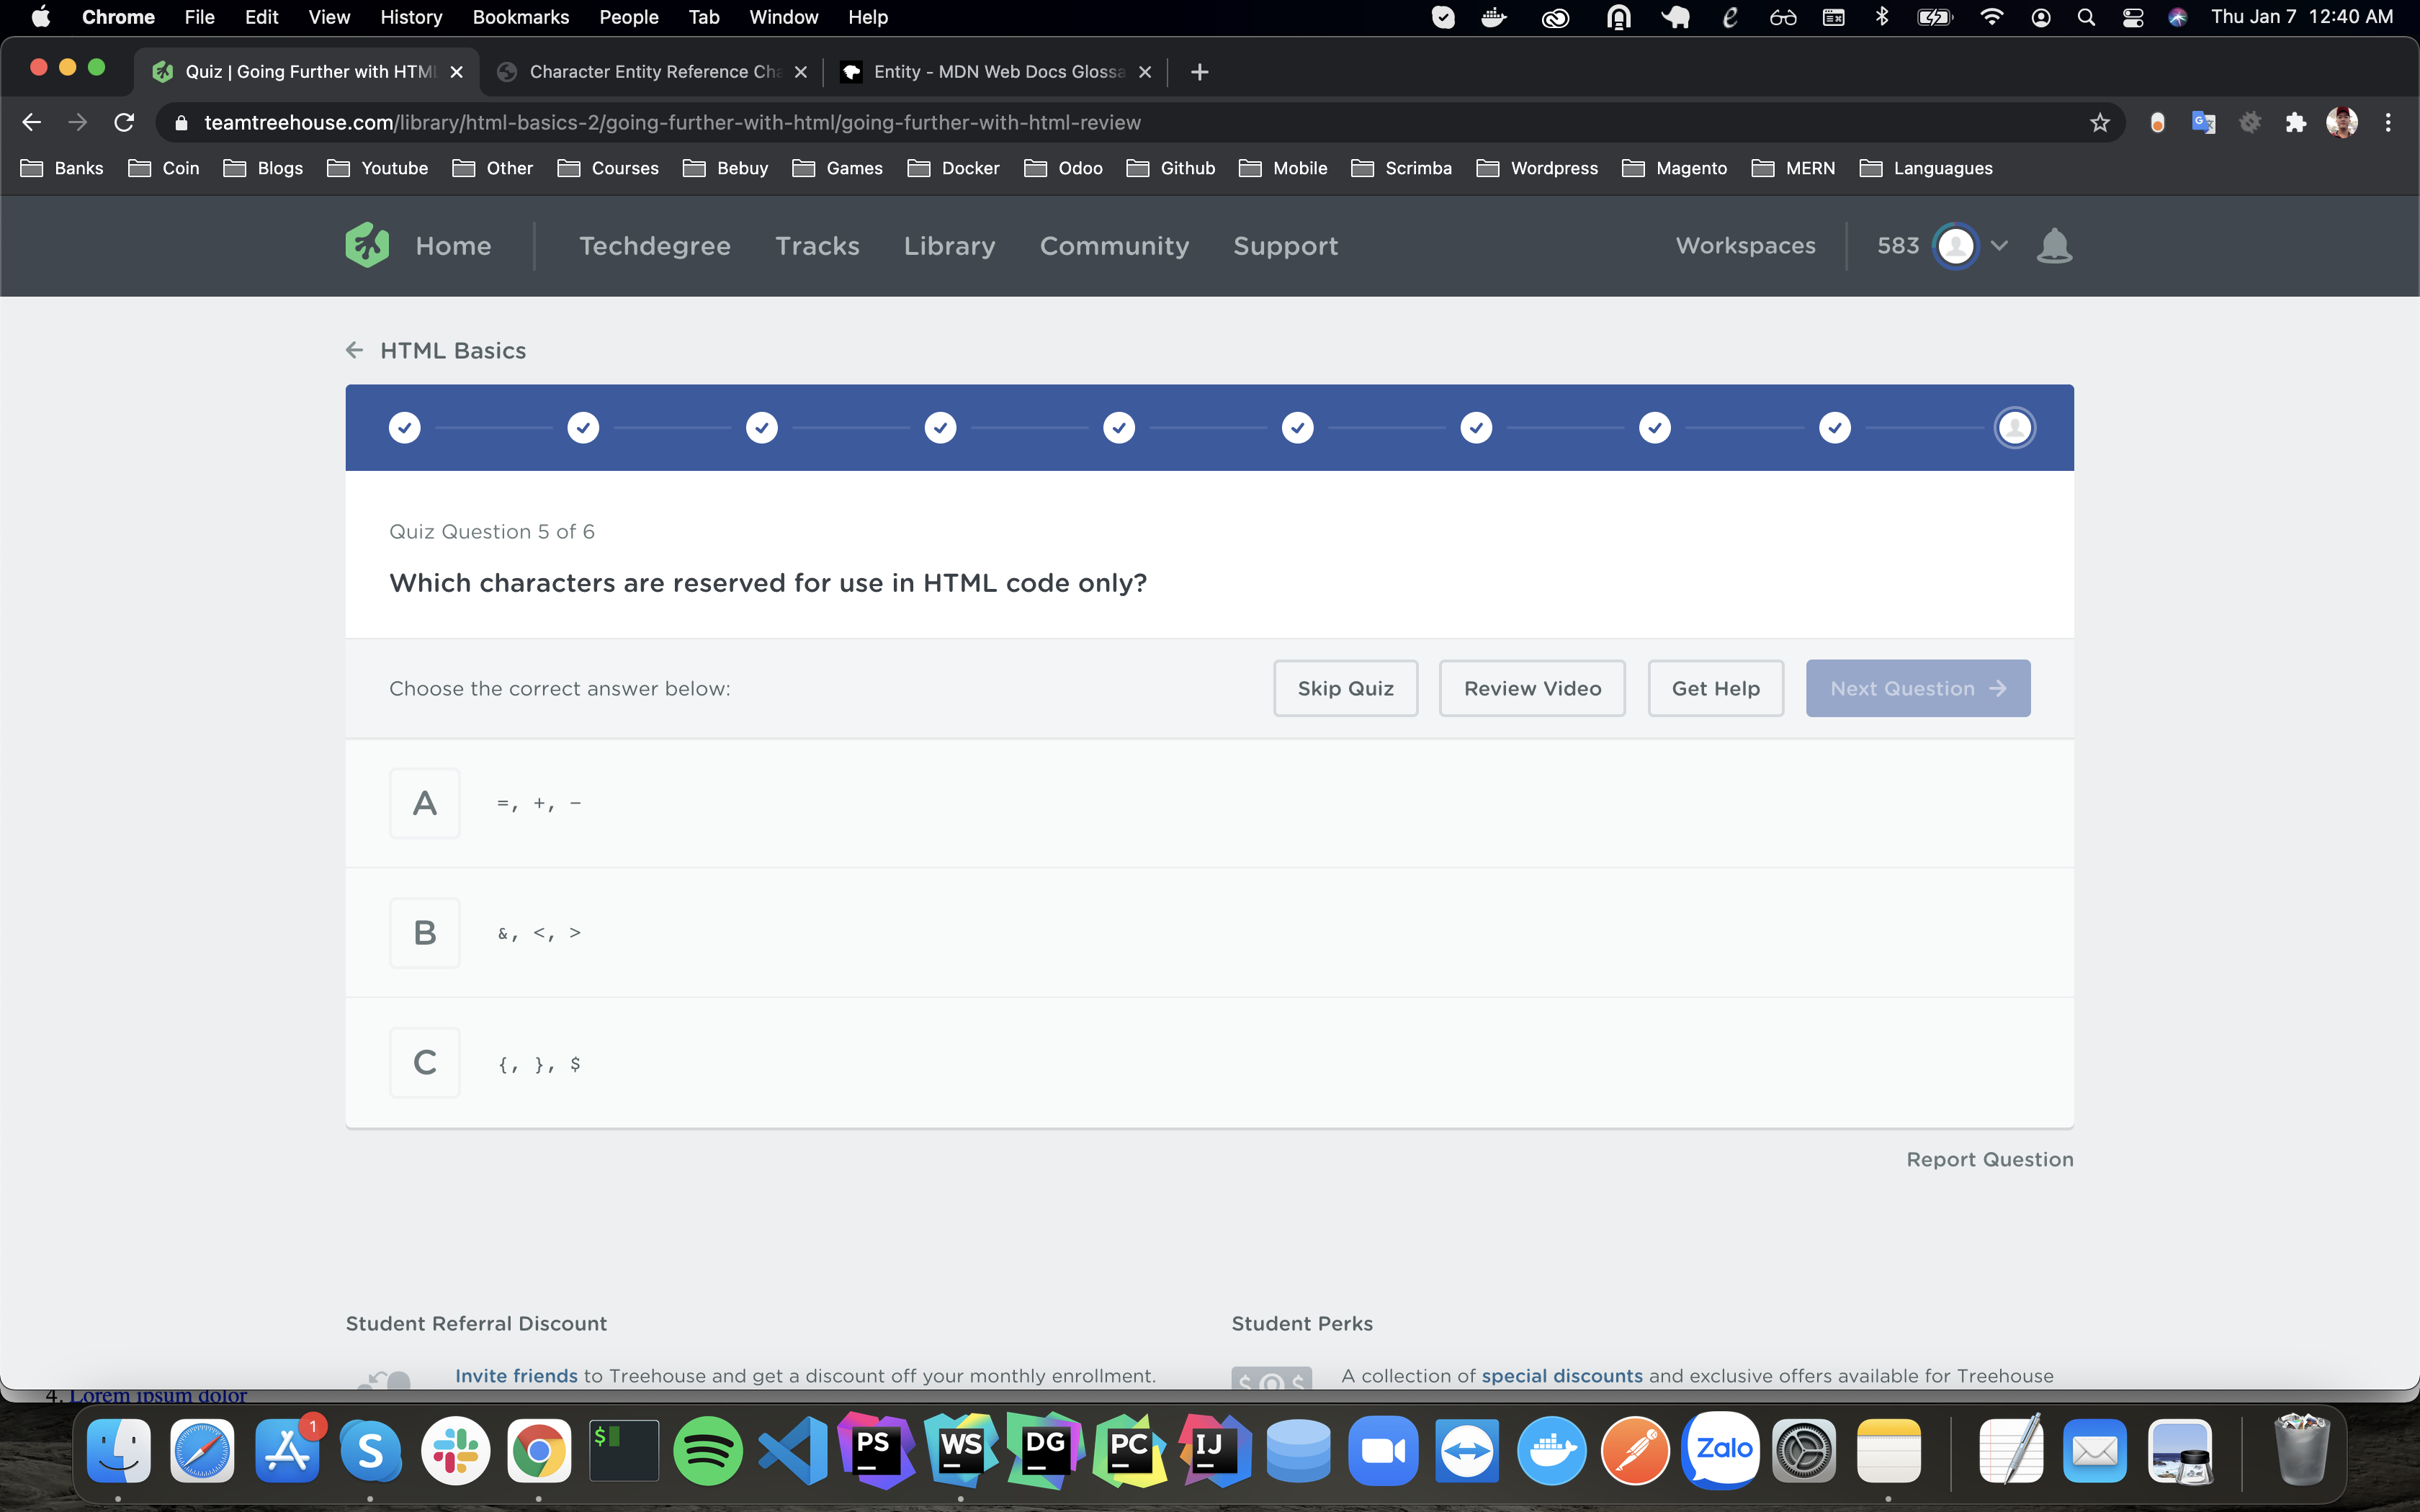 Chrome File Edit View History Bookmarks People Tab Window Help Thu Jan 7 12:40 AM
Quiz | Going Further with HTML Character Entity Reference Cha Entity - MDN Web Docs Glossa
teamtreehouse.com/library/html-basics-2/going-further-with-html/going-further-with-html-review
Banks Coin Blogs Youtube Other Courses Bebuy Games Docker Odoo Github Mobile Scrimba Wordpress Magento MERN Languagues
Home Techdegree Tracks Library Community Support Workspaces 583
← HTML Basics
Quiz Question 5 of 6
Which characters are reserved for use in HTML code only?
Choose the correct answer below: Skip Quiz Review Video Get Help Next Question →
A =, +, −
B &, <, >
C {, }, $
Report Question
Student Referral Discount Student Perks
Invite friends to Treehouse and get a discount off your monthly enrollment. A collection of special discounts and exclusive offers available for Treehouse
4. Lorem ipsum dolor
1
$ PS WS DG PC IJ Zalo